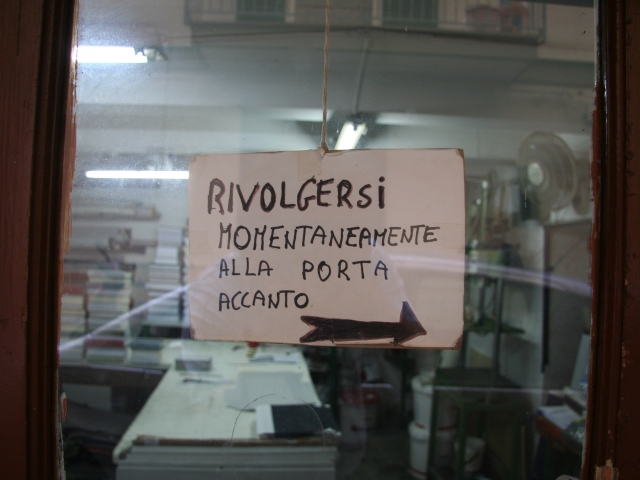 RIVOLGERSi
MOMENTANEAMENTE
ALLA PORTA
ACCANTO